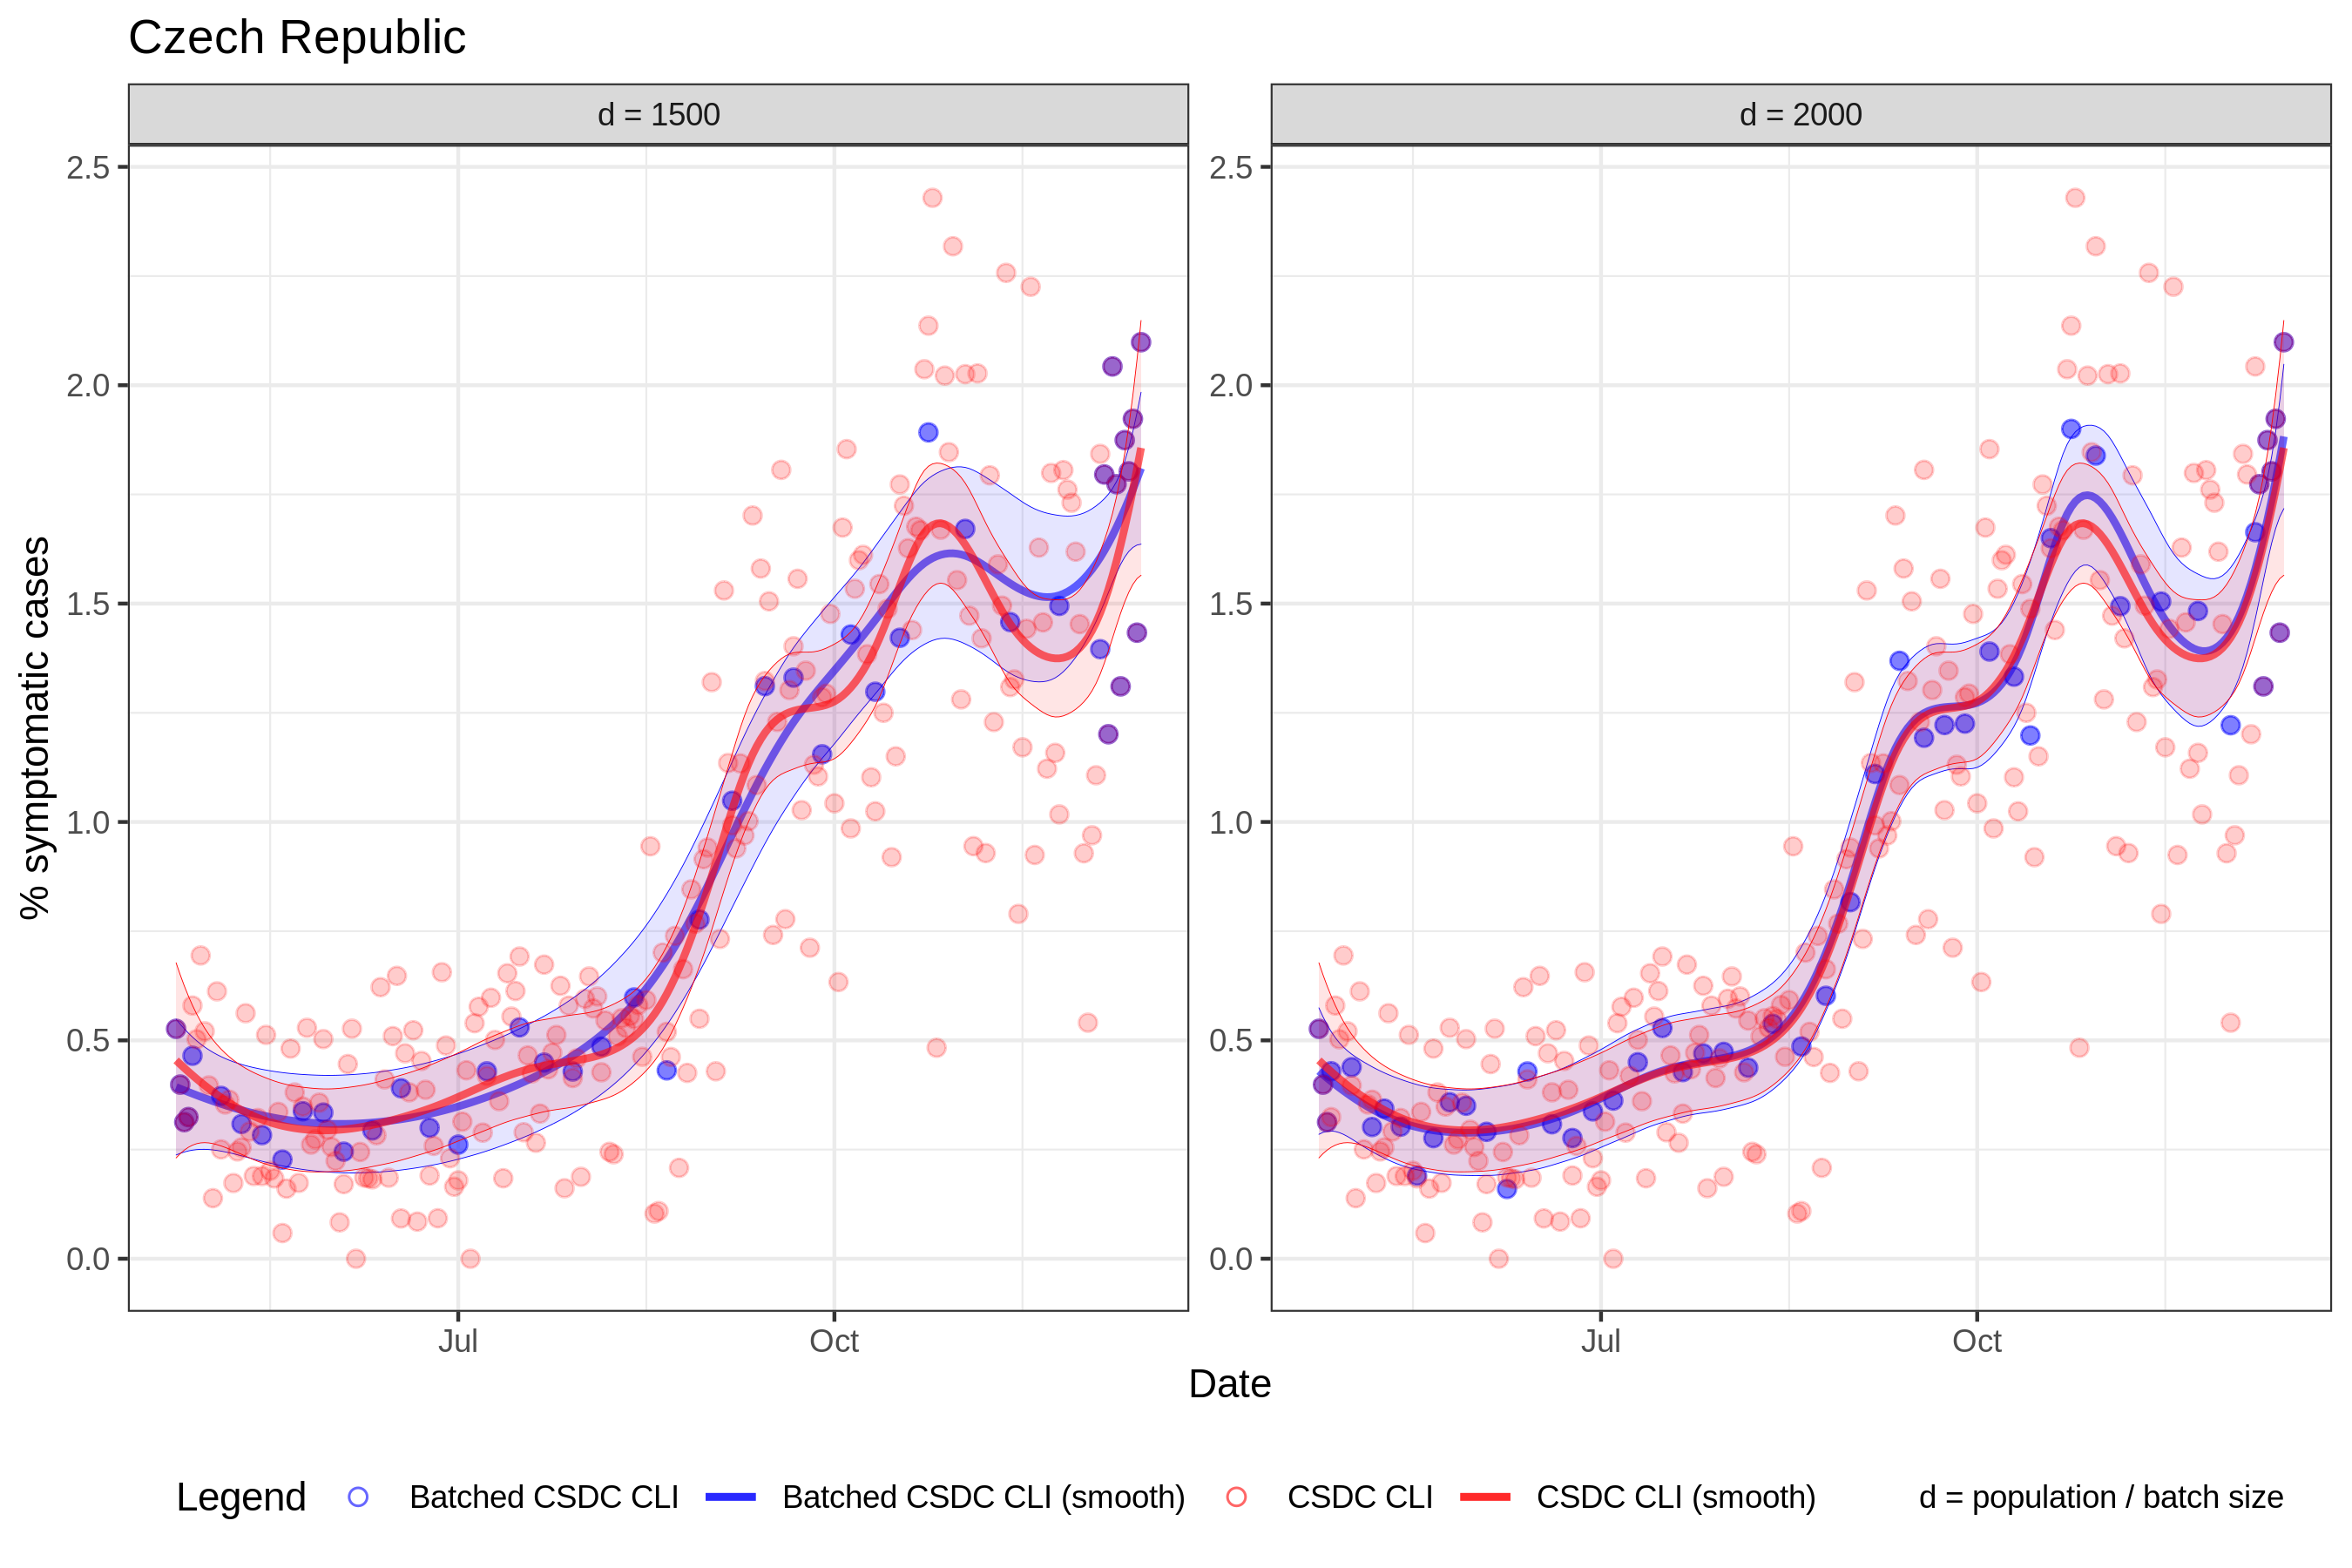 Czech Republic
d = 1500
d = 2000
2.5
2.0
1.5
1.0
0.5
0.0
2.5
2.0
1.5
1.0
0.5
0.0
% symptomatic cases
Jul
Oct
Jul
Oct
Date
Legend
Batched CSDC CLI
Batched CSDC CLI (smooth)
CSDC CLI
CSDC CLI (smooth)
d = population / batch size